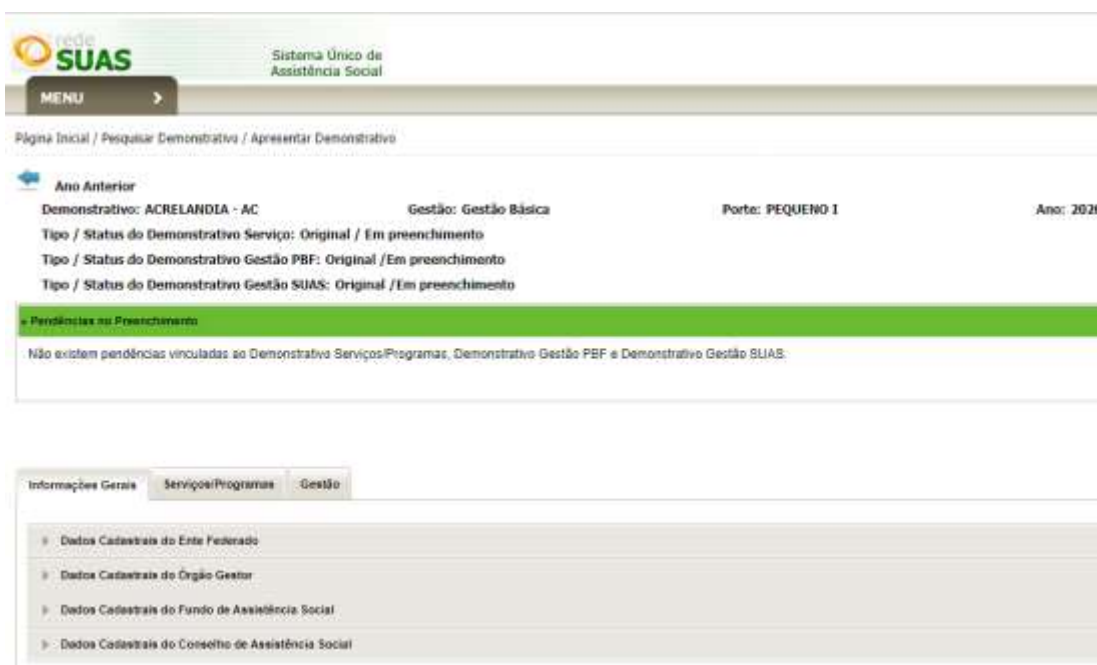 rede
SUAS
Sistema Único de
Assistência Social
MENU
Página Inicial / Pesquisar Demonstrativo / Apresentar Demonstrativo
Ano Anterior
Demonstrativo: ACRELANDIA - AC Gestão: Gestão Básica Porte: PEQUENO I Ano: 202
Tipo / Status do Demonstrativo Serviço: Original / Em preenchimento
Tipo / Status do Demonstrativo Gestão PBF: Original /Em preenchimento
Tipo / Status do Demonstrativo Gestão SUAS: Original /Em preenchimento
» Pendências no Preenchimento
Não existem pendências vinculadas ao Demonstrativo Serviços/Programas, Demonstrativo Gestão PBF e Demonstrativo Gestão SUAS.
Informações Gerais Serviços/Programas Gestão
Dados Cadastrais do Ente Federado
Dados Cadastrais do Órgão Gestor
Dados Cadastrais do Fundo de Assistência Social
Dados Cadastrais do Conselho de Assistência Social